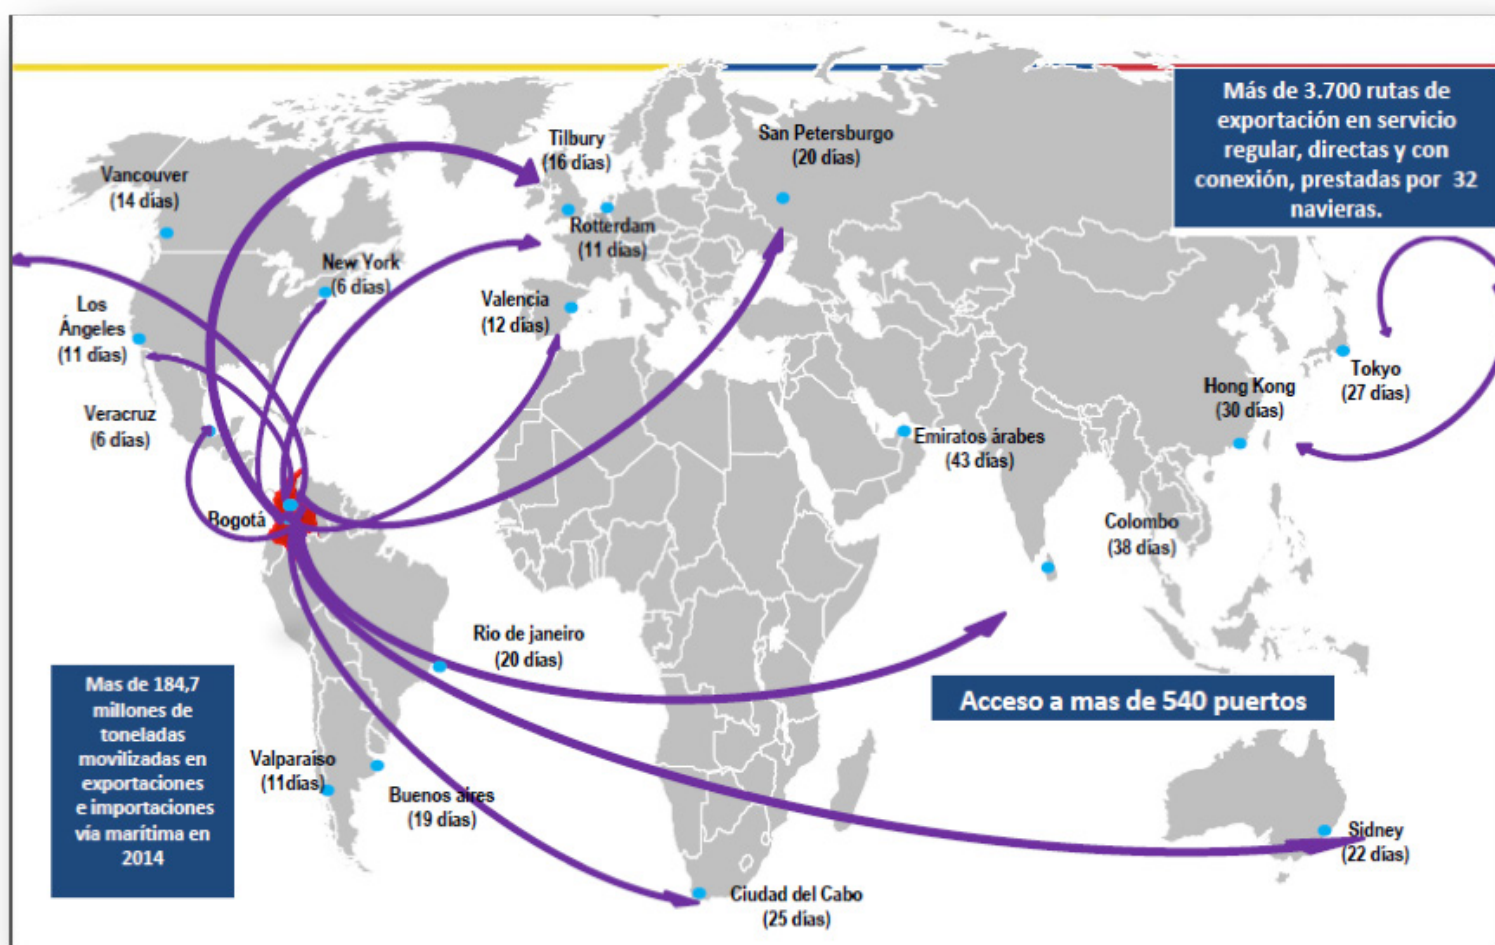 Más de 3.700 rutas de
exportación en servicio
regular, directas y con
conexión, prestadas por 32
navieras.
Tilbury
(16 días)
San Petersburgo
(20 días)
Vancouver
(14 días)
Rotterdam
(11 días)
New York
(6 días)
Los
Ángeles
(11 días)
Valencia
(12 días)
Tokyo
(27 días)
Hong Kong
(30 días)
Veracruz
(6 días)
Emiratos árabes
(43 días)
Bogotá
Colombo
(38 días)
Rio de janeiro
(20 días)
Mas de 184,7
millones de
toneladas
movilizadas en
exportaciones
e importaciones
vía marítima en
2014
Acceso a mas de 540 puertos
Valparaíso
(11días)
Buenos aires
(19 días)
Sidney
(22 días)
Ciudad del Cabo
(25 días)